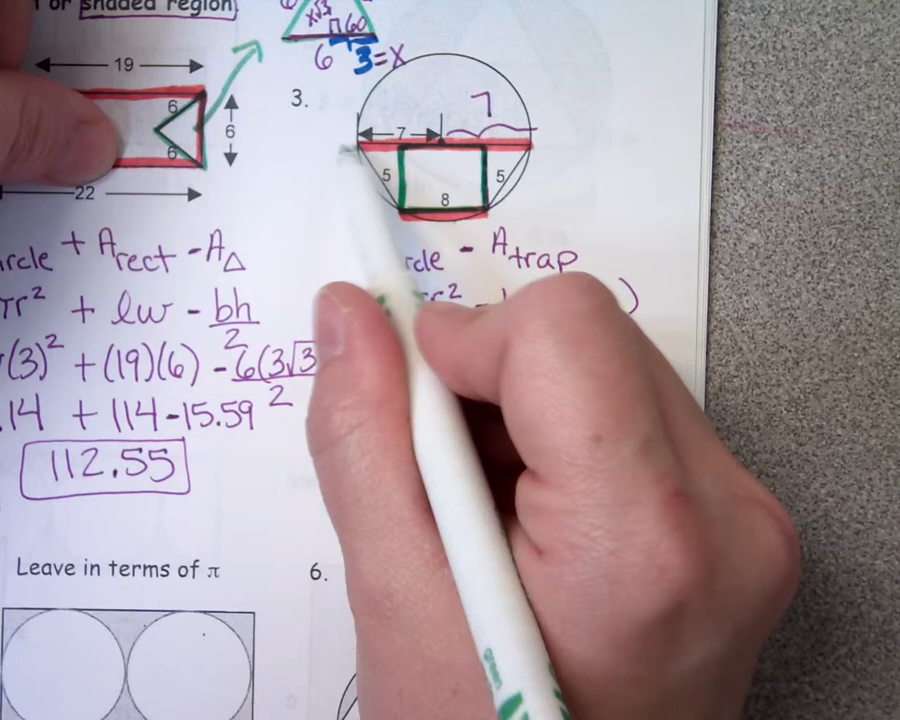 or shaded region
x√3 60
6 3=x
19
6
6
6
22
3.
7
7
5
5
8
rcle + Arect - A△
πr² + lw - bh/2
(3)² + (19)(6) - 6(3√3/2
.14 + 114-15.59
112.55
rcle - Atrap
r² - )
Leave in terms of π
6.
green